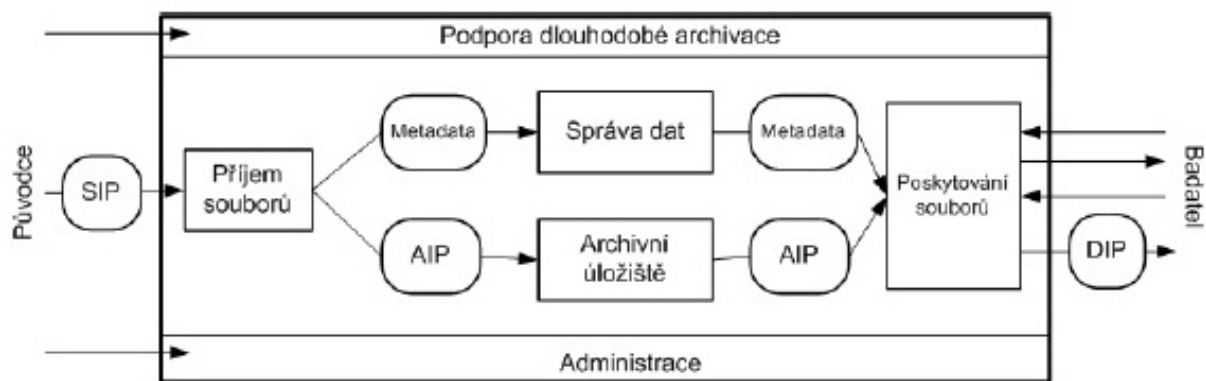 Podpora dlouhodobé archivace
Původce
SIP
Příjem
souborů
Metadata
Správa dat
Metadata
AIP
Archivní
úložiště
AIP
Poskytování
souborů
Badatel
DIP
Administrace